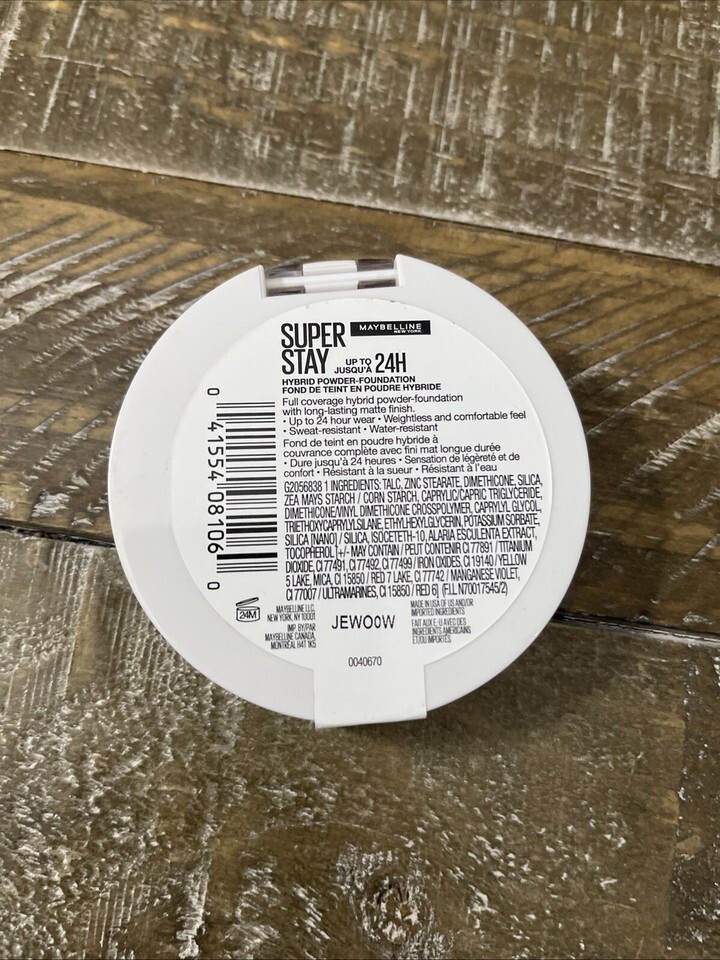 SUPER
STAY
MAYBELLINE
NEW YORK
UP TO
JUSQU'À
24H
HYBRID POWDER-FOUNDATION
FOND DE TEINT EN POUDRE HYBRIDE
Full coverage hybrid powder-foundation
with long-lasting matte finish.
• Up to 24 hour wear • Weightless and comfortable feel
• Sweat-resistant • Water-resistant
Fond de teint en poudre hybride à
couvrance complète avec fini mat longue durée
• Dure jusqu'à 24 heures • Sensation de légèreté et de
confort • Résistant à la sueur • Résistant à l'eau
G2056838 1 INGREDIENTS: TALC, ZINC STEARATE, DIMETHICONE, SILICA,
ZEA MAYS STARCH / CORN STARCH, CAPRYLIC/CAPRIC TRIGLYCERIDE,
DIMETHICONE/VINYL DIMETHICONE CROSSPOLYMER, CAPRYLYL GLYCOL,
TRIETHOXYCAPRYLYLSILANE, ETHYLHEXYLGLYCERIN, POTASSIUM SORBATE,
SILICA [NANO] / SILICA, ISOCETETH-10, ALARIA ESCULENTA EXTRACT,
TOCOPHEROL [+/- MAY CONTAIN / PEUT CONTENIR CI 77891 / TITANIUM
DIOXIDE, CI 77491, CI 77492, CI 77499 / IRON OXIDES, CI 19140 / YELLOW
5 LAKE, MICA, CI 15850 / RED 7 LAKE, CI 77742 / MANGANESE VIOLET,
CI 77007 / ULTRAMARINES, CI 15850 / RED 6] (F.I.L. N70017545/2)
0 41554 08106 0
24M
MAYBELLINE LLC,
NEW YORK, NY 10001
IMP. BY/PAR
MAYBELLINE CANADA,
MONTRÉAL H4T 1K5
JEWO0W
0040670
MADE IN USA OF US AND/OR
IMPORTED INGREDIENTS
FAIT AUX É.-U AVEC DES
INGRÉDIENTS AMÉRICAINS
ET/OU IMPORTÉS